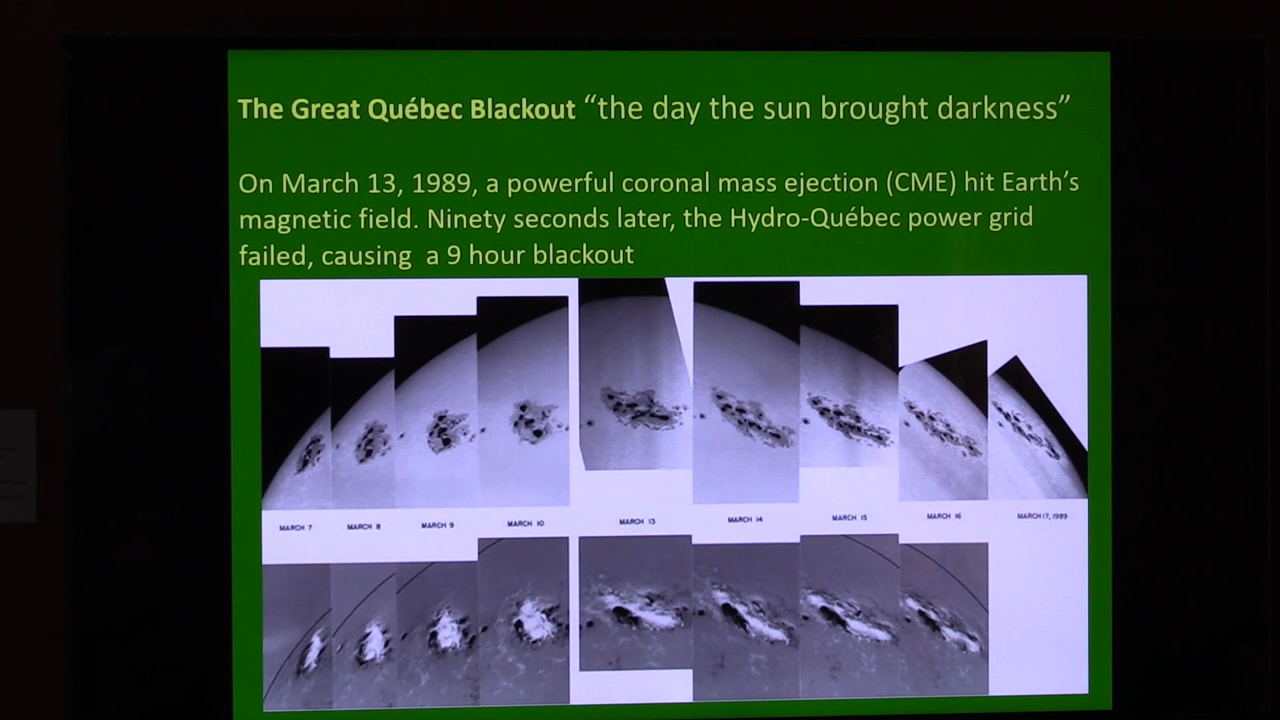 The Great Québec Blackout “the day the sun brought darkness”
On March 13, 1989, a powerful coronal mass ejection (CME) hit Earth’s
magnetic field. Ninety seconds later, the Hydro-Québec power grid
failed, causing a 9 hour blackout
MARCH 7 MARCH 8 MARCH 9 MARCH 10 MARCH 13 MARCH 14 MARCH 15 MARCH 16 MARCH 17, 1989